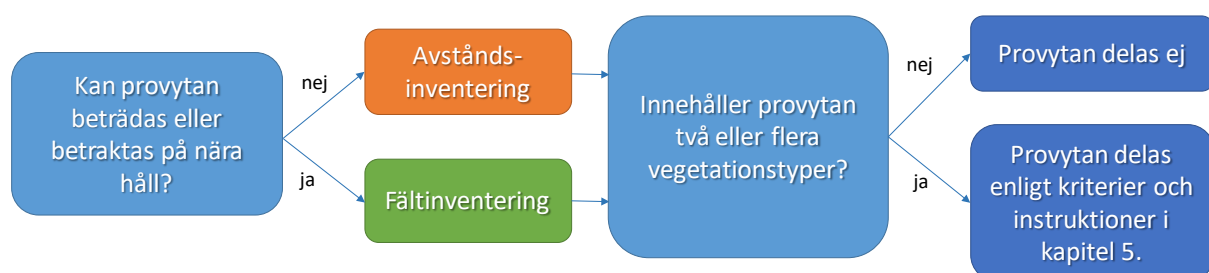 Kan provytan
beträdas eller
betraktas på nära
håll?
nej
ja
Avstånds-
inventering
Fältinventering
Innehåller provytan
två eller flera
vegetationstyper?
nej
ja
Provytan delas ej
Provytan delas
enligt kriterier och
instruktioner i
kapitel 5.